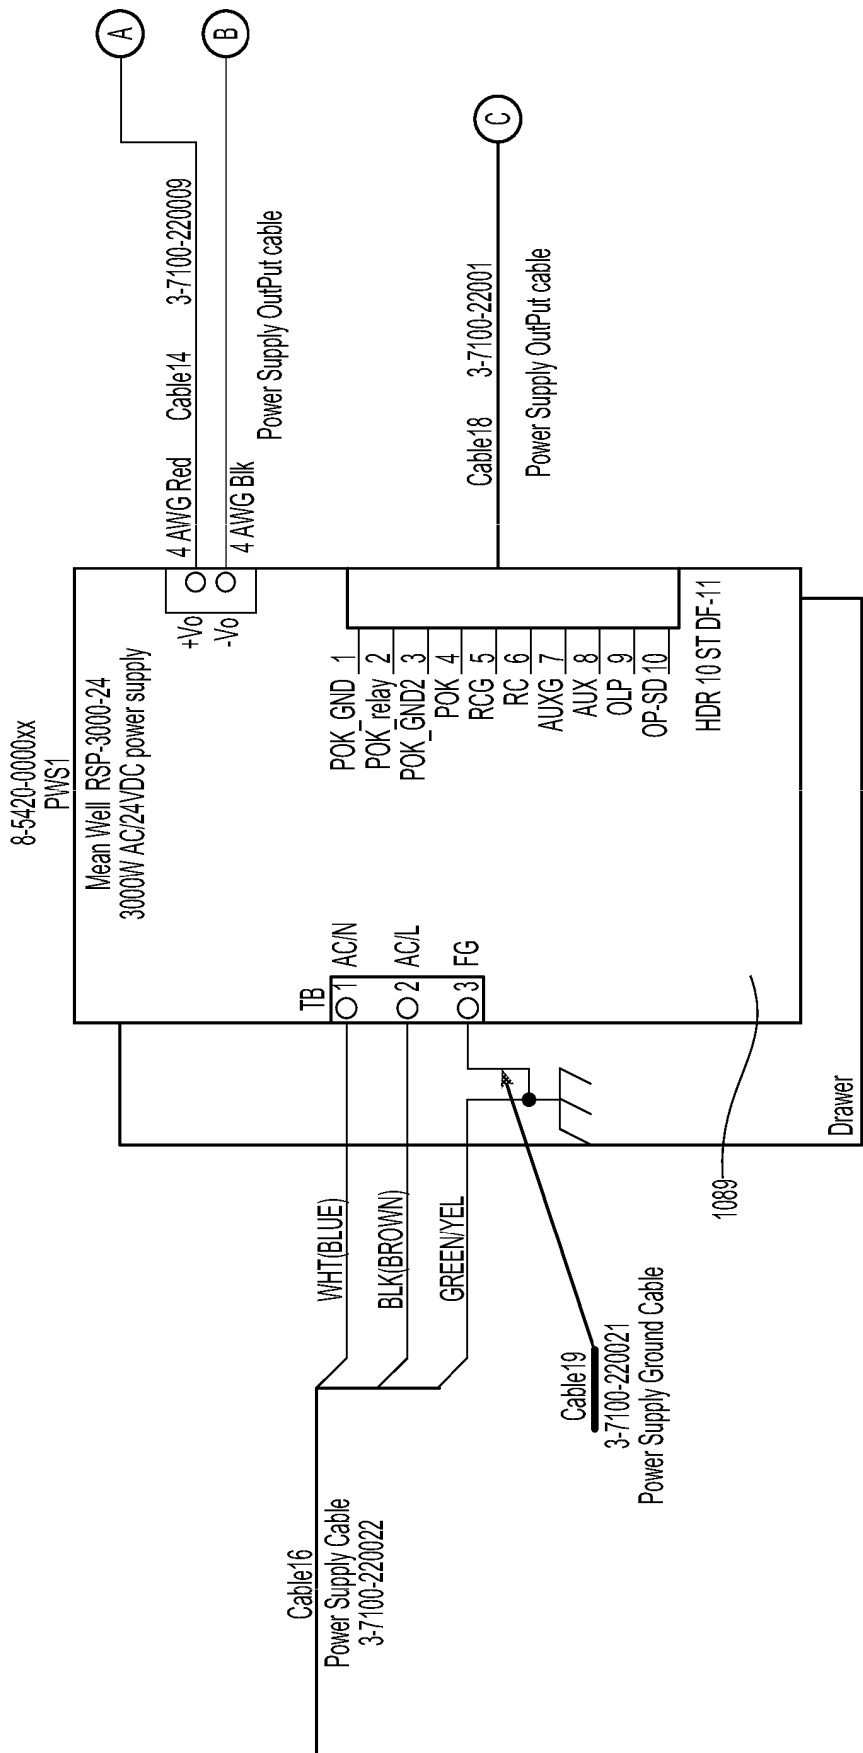 8-5420-0000xx
PWS1
Mean Well RSP-3000-24
3000W AC/24VDC power supply
TB
1 AC/N
2 AC/L
3 FG
+Vo
-Vo
4 AWG Red Cable14 3-7100-220009
4 AWG Blk
Power Supply OutPut cable
A
B
POK_GND 1
POK_relay 2
POK_GND2 3
POK 4
RCG 5
RC 6
AUXG 7
AUX 8
OLP 9
OP-SD 10
HDR 10 ST DF-11
Cable18 3-7100-22001
Power Supply OutPut cable
C
Cable16
Power Supply Cable
3-7100-220022
WHT(BLUE)
BLK(BROWN)
GREEN/YEL
Cable19
3-7100-220021
Power Supply Ground Cable
1089
Drawer